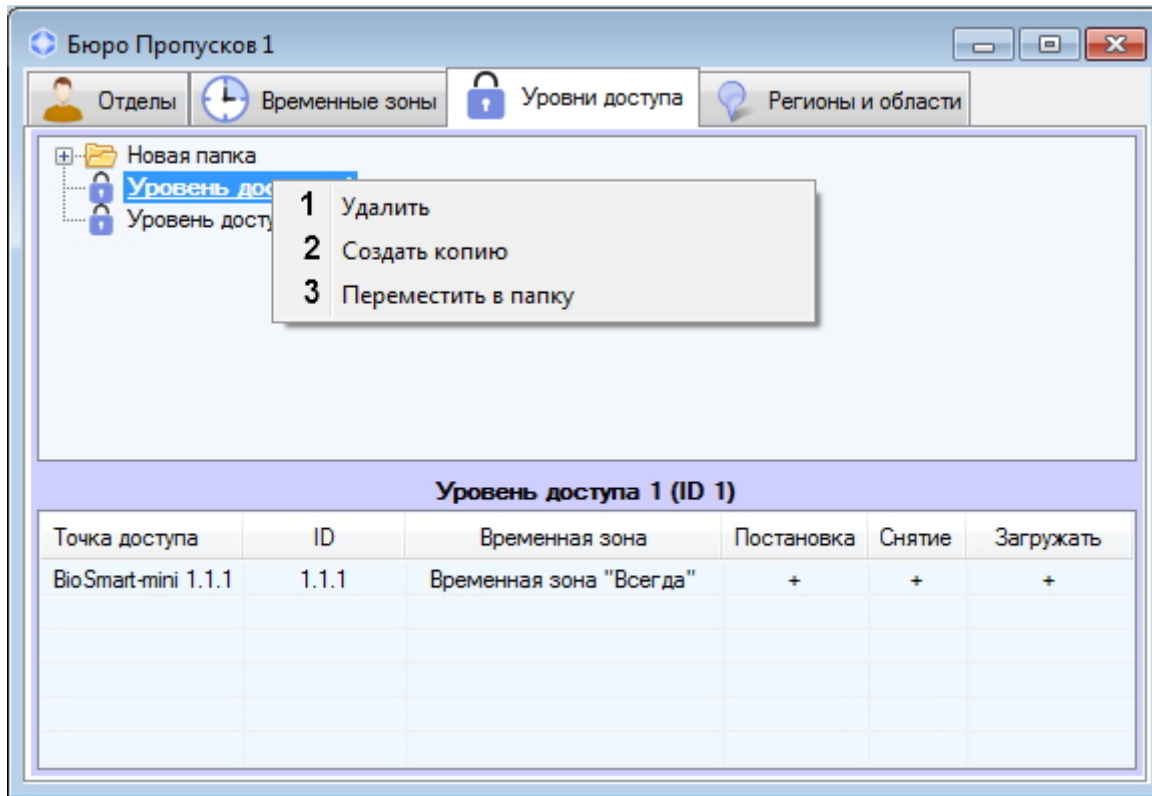 Бюро Пропусков 1
Отделы Временные зоны Уровни доступа Регионы и области
Новая папка
Уровень
Уровень
1 Удалить
2 Создать копию
3 Переместить в папку
Уровень доступа 1 (ID 1)
Точка доступа ID Временная зона Постановка Снятие Загружать
BioSmart-mini 1.1.1 1.1.1 Временная зона "Всегда" + + +